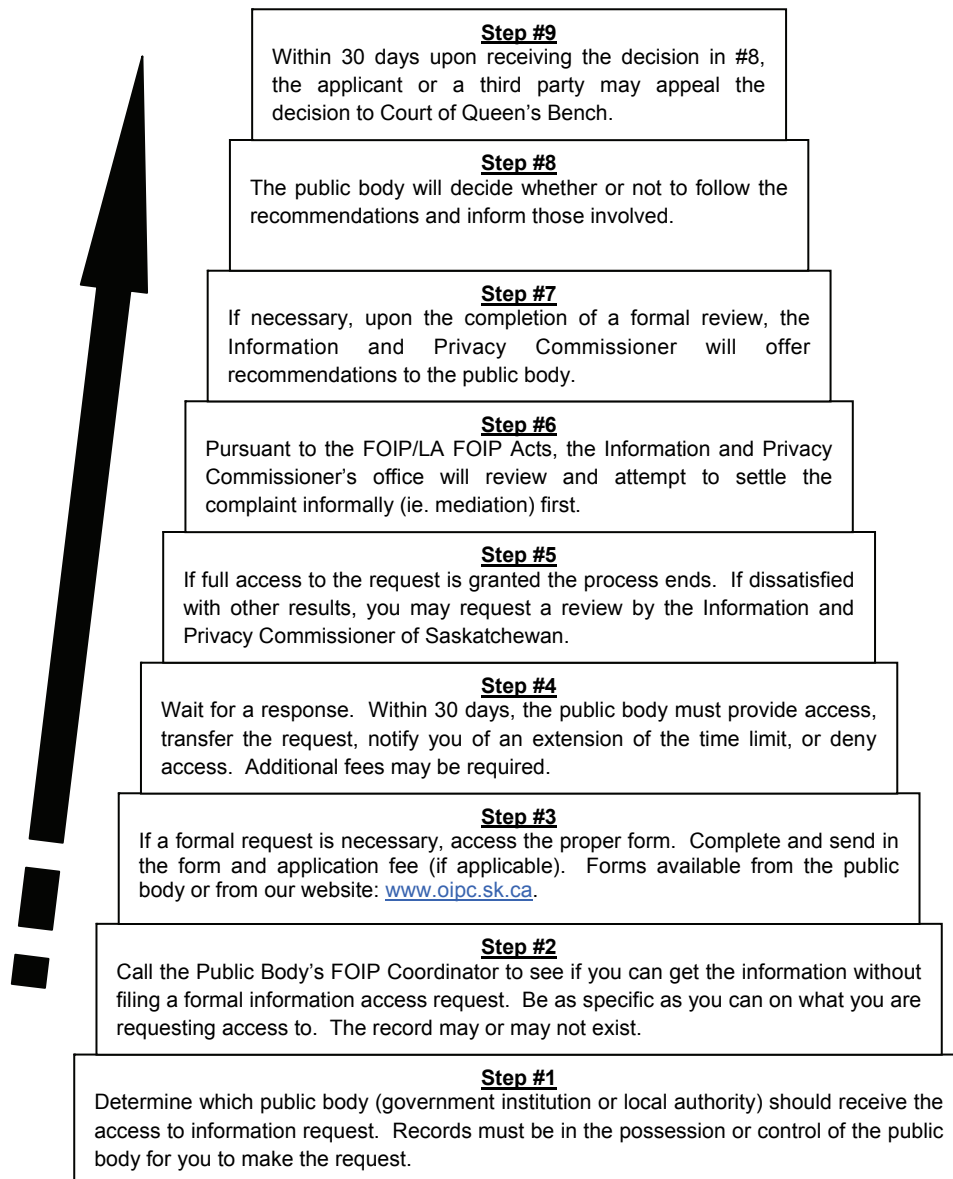 Step #9
Within 30 days upon receiving the decision in #8,
the applicant or a third party may appeal the
decision to Court of Queen's Bench.
Step #8
The public body will decide whether or not to follow the
recommendations and inform those involved.
Step #7
If necessary, upon the completion of a formal review, the
Information and Privacy Commissioner will offer
recommendations to the public body.
Step #6
Pursuant to the FOIP/LA FOIP Acts, the Information and Privacy
Commissioner's office will review and attempt to settle the
complaint informally (ie. mediation) first.
Step #5
If full access to the request is granted the process ends. If dissatisfied
with other results, you may request a review by the Information and
Privacy Commissioner of Saskatchewan.
Step #4
Wait for a response. Within 30 days, the public body must provide access,
transfer the request, notify you of an extension of the time limit, or deny
access. Additional fees may be required.
Step #3
If a formal request is necessary, access the proper form. Complete and send in
the form and application fee (if applicable). Forms available from the public
body or from our website: www.oipc.sk.ca.
Step #2
Call the Public Body's FOIP Coordinator to see if you can get the information without
filing a formal information access request. Be as specific as you can on what you are
requesting access to. The record may or may not exist.
Step #1
Determine which public body (government institution or local authority) should receive the
access to information request. Records must be in the possession or control of the public
body for you to make the request.